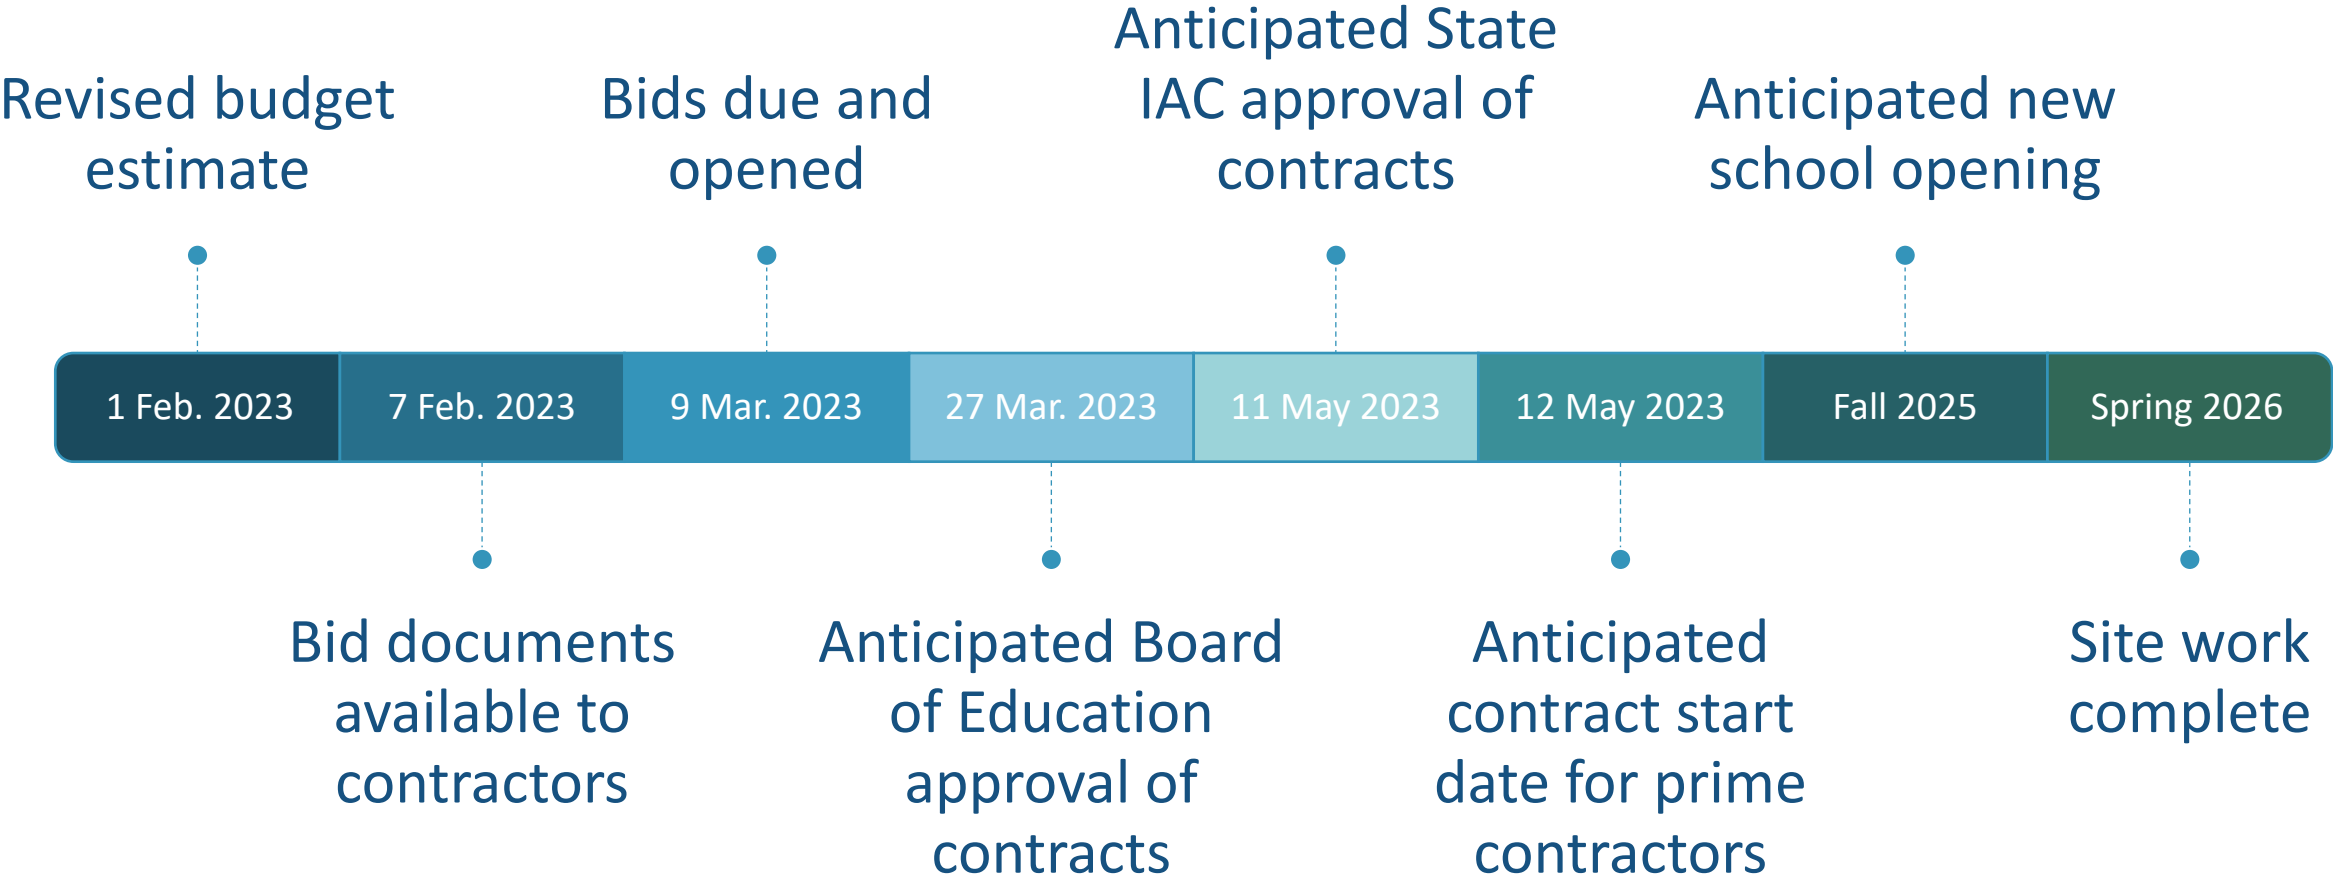 Revised budget
estimate
Bids due and
opened
Anticipated State
IAC approval of
contracts
Anticipated new
school opening
1 Feb. 2023
7 Feb. 2023
9 Mar. 2023
27 Mar. 2023
11 May 2023
12 May 2023
Fall 2025
Spring 2026
Bid documents
available to
contractors
Anticipated Board
of Education
approval of
contracts
Anticipated
contract start
date for prime
contractors
Site work
complete